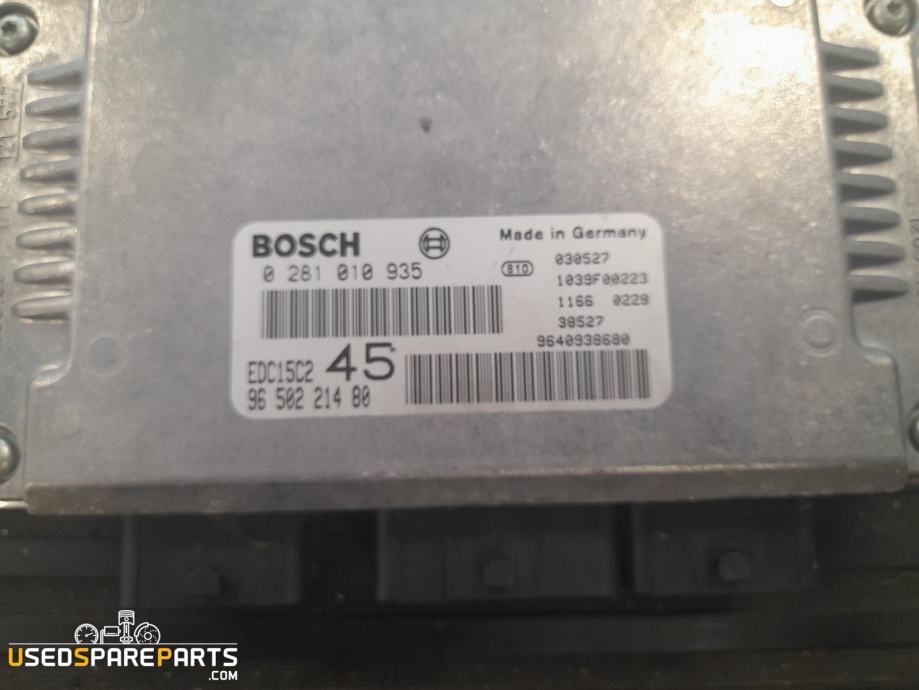 BOSCH
Made in Germany
0 281 010 935
810
030527
1039F00223
1166 0228
38527
9640938680
EDC15C2 45
96 502 214 80
USEDSPAREPARTS
.COM